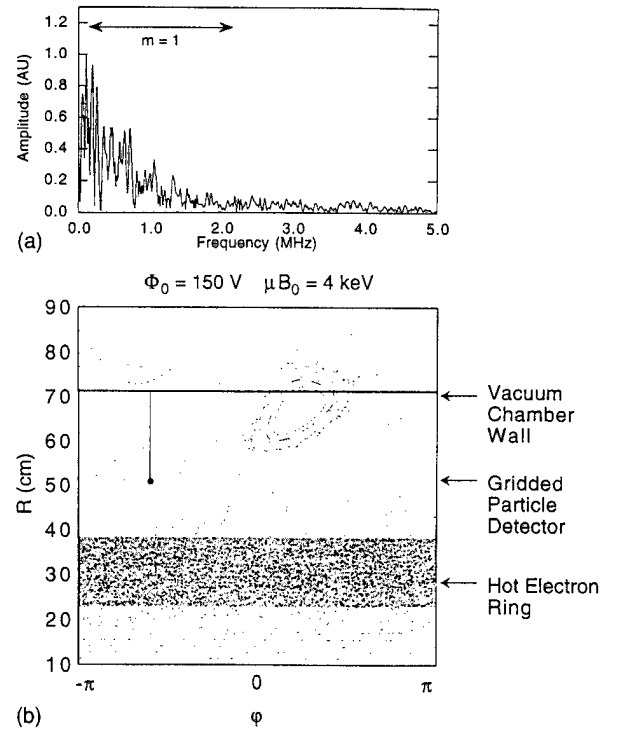 1.2
1.0
0.8
0.6
0.4
0.2
0.0
Amplitude (AU)
m = 1
0.0 1.0 2.0 3.0 4.0 5.0
Frequency (MHz)
(a)
Φ₀ = 150 V μB₀ = 4 keV
90
80
70
60
50
40
30
20
10
R (cm)
Vacuum
Chamber
Wall
Gridded
Particle
Detector
Hot Electron
Ring
-π 0 π
φ
(b)